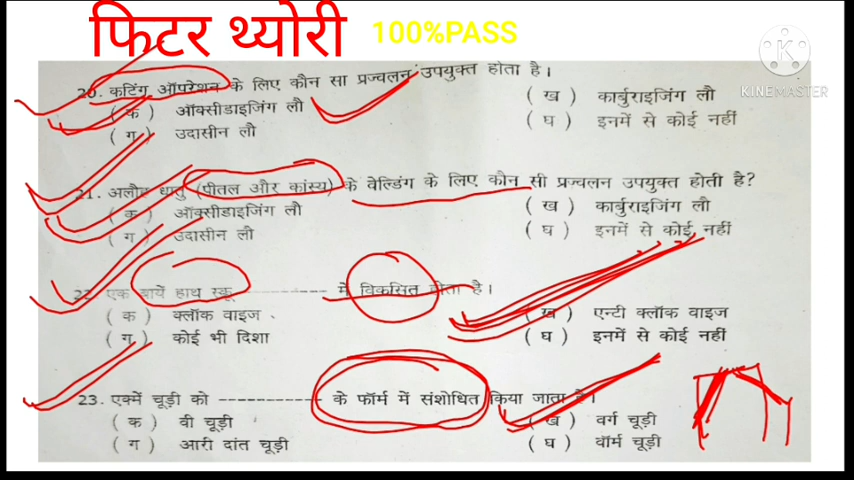 फिटर थ्योरी 100%PASS
KINEMASTER
20. कटिंग ऑपरेशन के लिए कौन सा प्रज्वलन उपयुक्त होता है।
( क ) ऑक्सीडाइजिंग लौ ( ख ) कार्बुराइजिंग लौ
( ग ) उदासीन लौ ( घ ) इनमें से कोई नहीं
21. अलौह धातु (पीतल और कांस्य) के वेल्डिंग के लिए कौन सी प्रज्वलन उपयुक्त होती है?
( क ) ऑक्सीडाइजिंग लौ ( ख ) कार्बुराइजिंग लौ
( ग ) उदासीन लौ ( घ ) इनमें से कोई नहीं
22. एक बायें हाथ स्क्रू ---------- में विकसित होता है।
( क ) क्लॉक वाइज ( ख ) एन्टी क्लॉक वाइज
( ग ) कोई भी दिशा ( घ ) इनमें से कोई नहीं
23. एक्में चूड़ी को ----------- के फॉर्म में संशोधित किया जाता है।
( क ) वी चूड़ी ( ख ) वर्ग चूड़ी
( ग ) आरी दांत चूड़ी ( घ ) वॉर्म चूड़ी